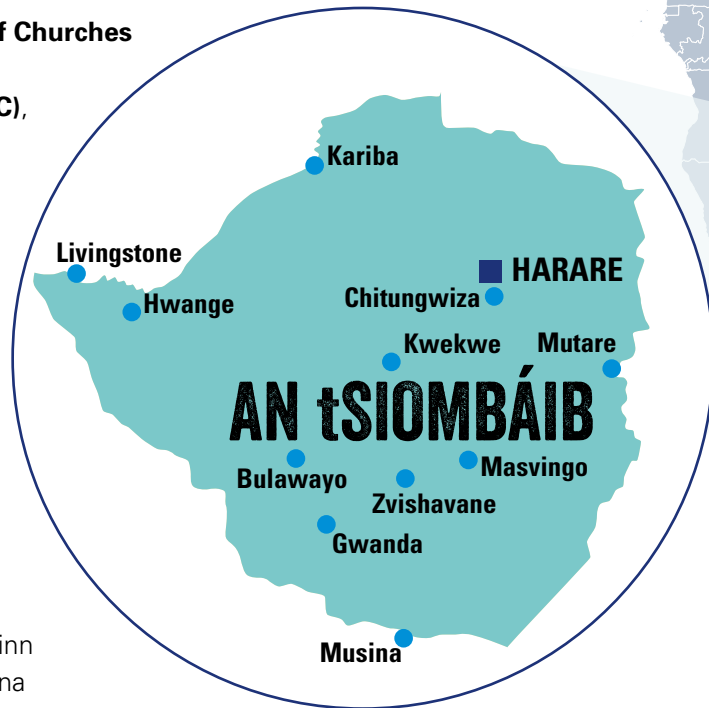 f Churches
C),
Kariba
Livingstone
HARARE
Hwange
Chitungwiza
Kwekwe
Mutare
AN tSIOMBÁIB
Bulawayo
Masvingo
Zvishavane
Gwanda
inn
Musina
na